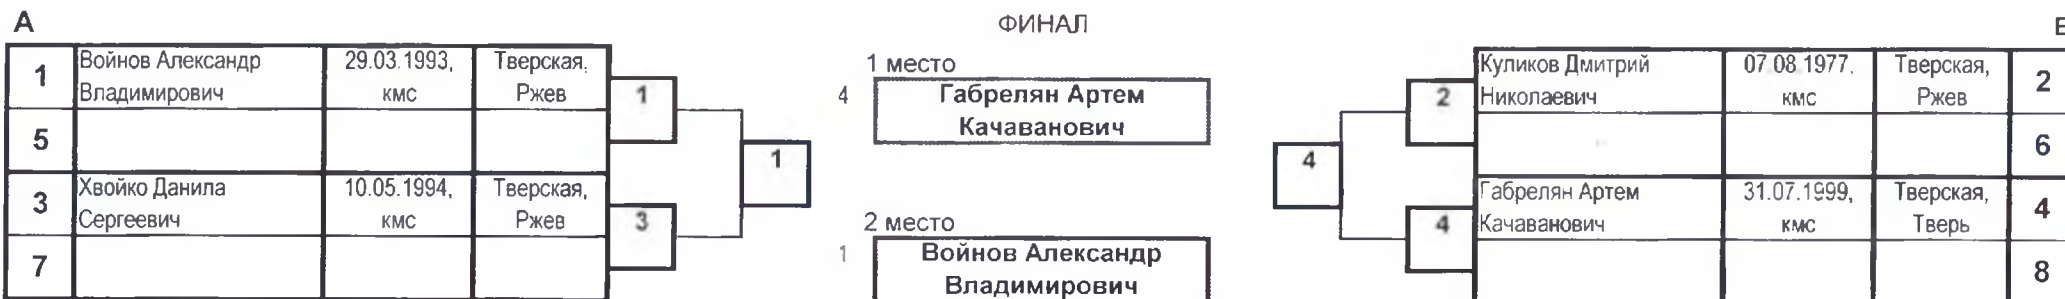 А
ФИНАЛ
В
1 Войнов Александр Владимирович 29.03.1993, кмс Тверская, Ржев
5
3 Хвойко Данила Сергеевич 10.05.1994, кмс Тверская, Ржев
7
1
3
1
1 место
4 Габрелян Артем
Качаванович
2 место
1 Войнов Александр
Владимирович
4
2
4
Куликов Дмитрий Николаевич 07.08.1977, кмс Тверская, Ржев 2
6
Габрелян Артем Качаванович 31.07.1999, кмс Тверская, Тверь 4
8